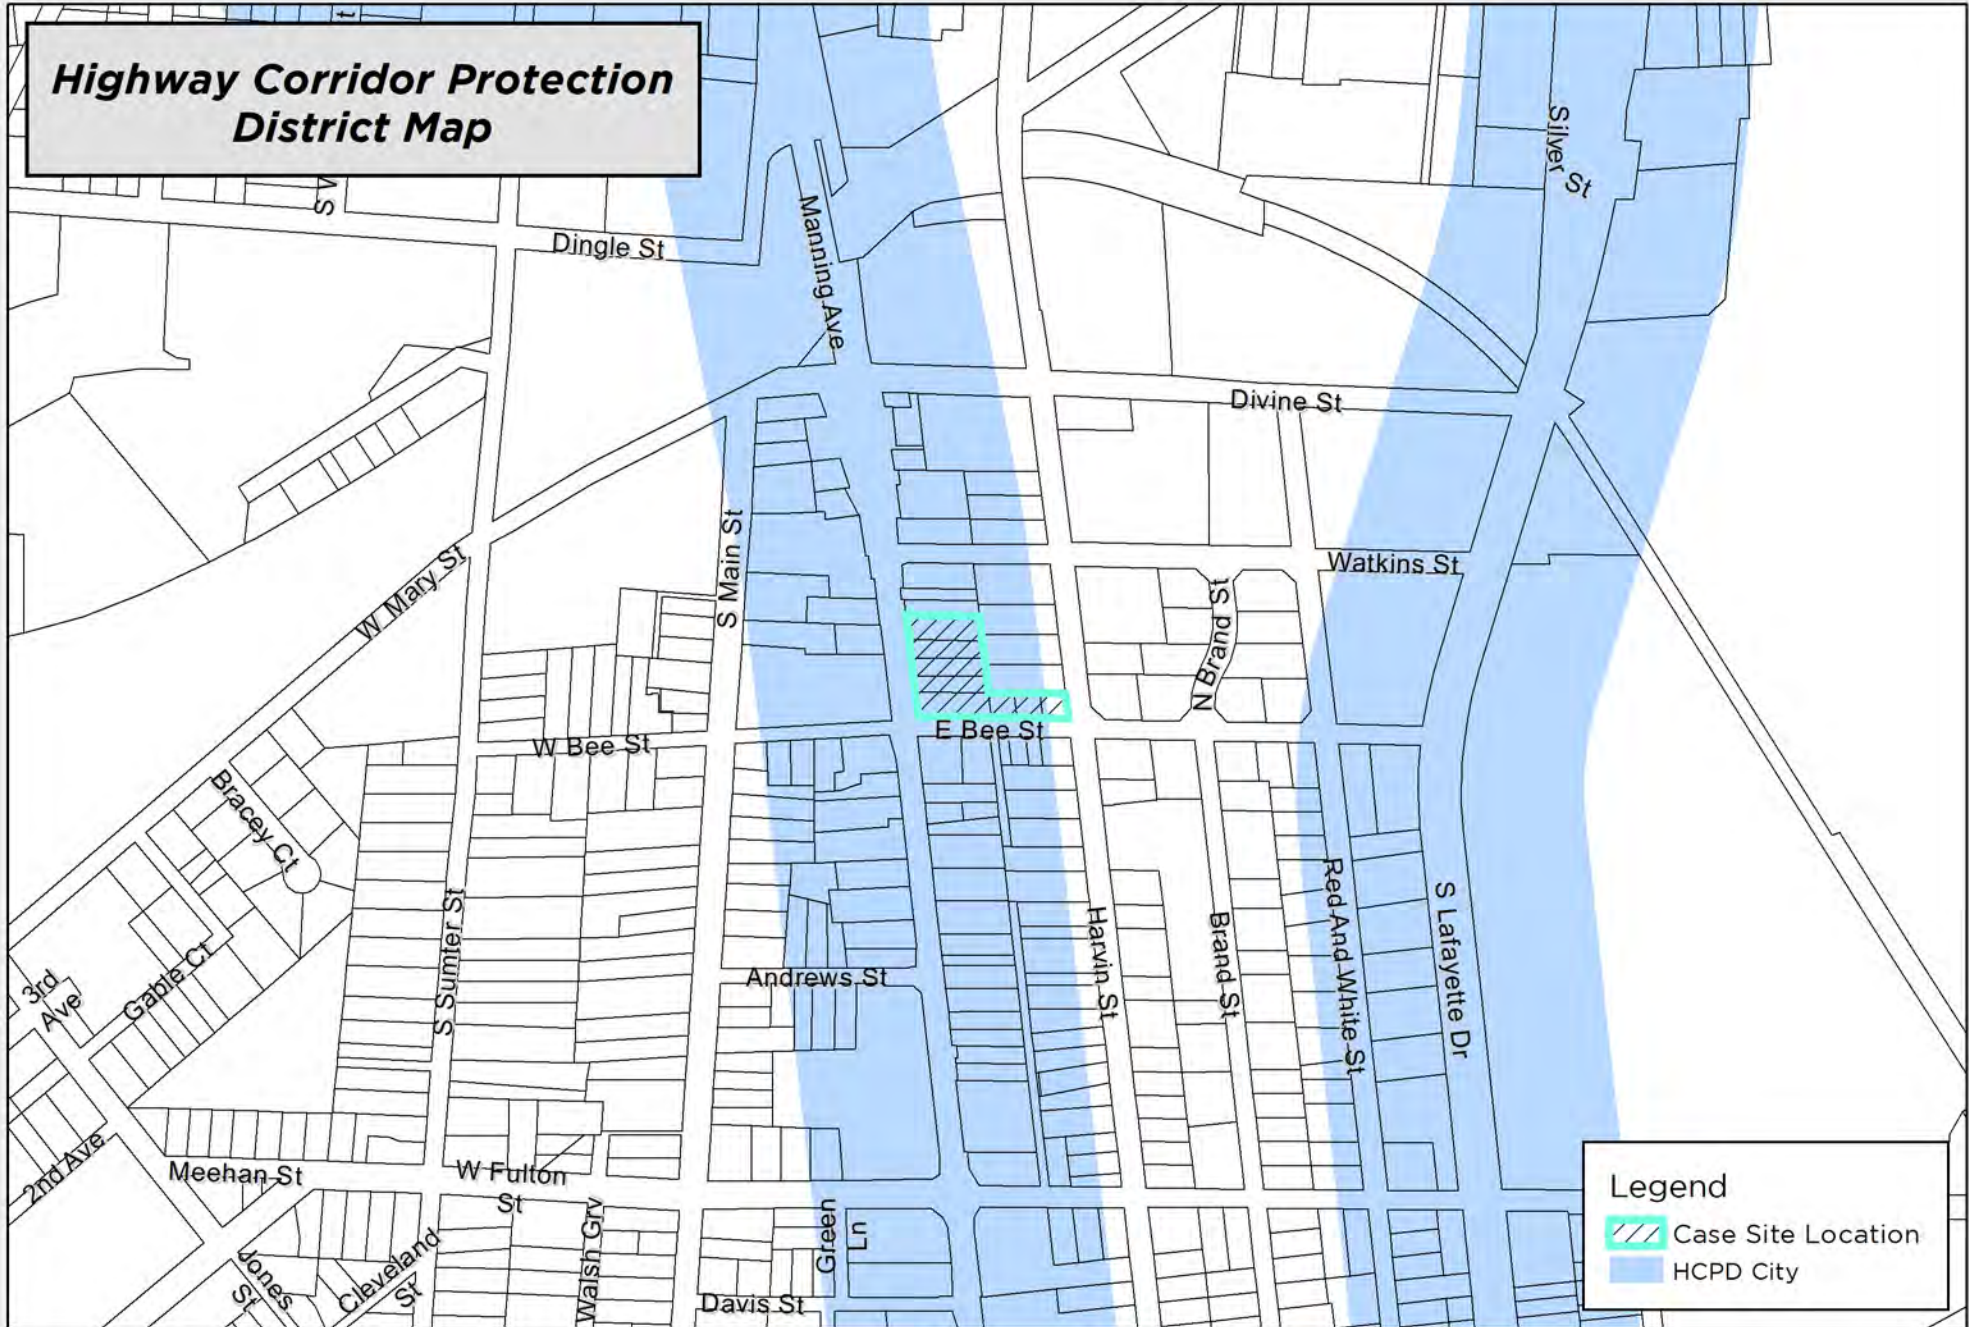 Highway Corridor Protection
District Map
t
S W
Dingle St
Manning Ave
Silver
St
Divine St
W Mary St
S Main St
Watkins St
N Brand St
E Bee St
W Bee St
Bracey Ct
S Sumter St
Harvin St
Brand St
Red And White St
S Lafayette Dr
3rd
Ave
Gable Ct
Andrews St
2nd Ave
Meehan St
W Fulton
St
Walsh Grv
Green
Ln
Jones
St
Cleveland
St
Davis St
Legend
Case Site Location
HCPD City